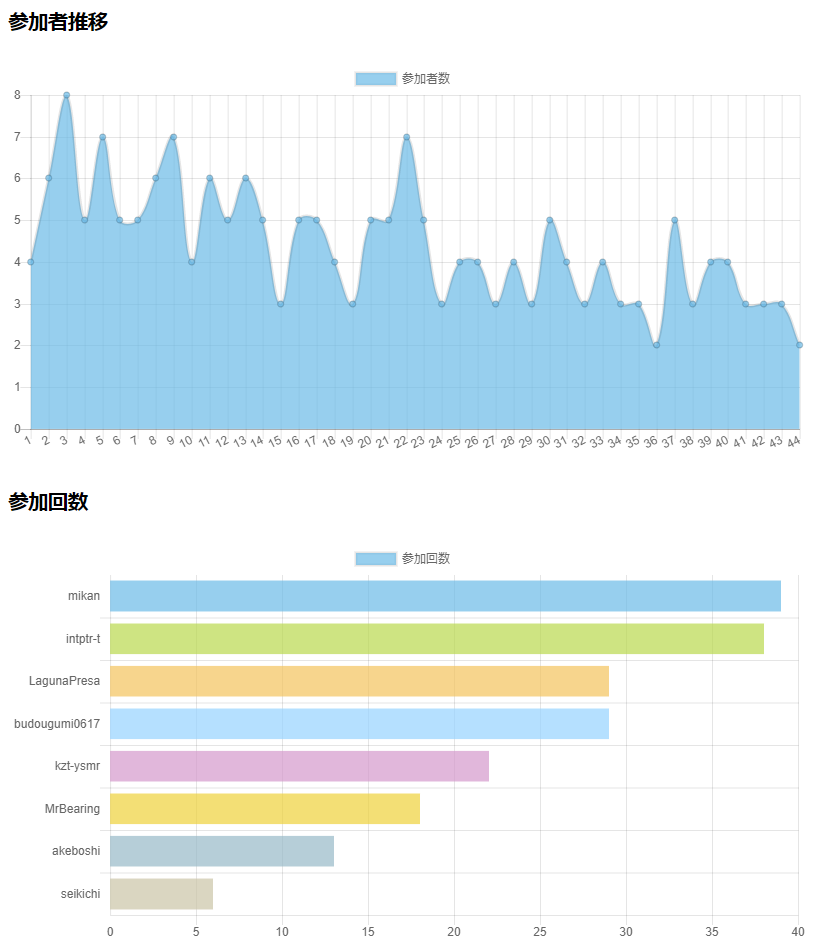 参加者推移
参加者数
8
7
6
5
4
3
2
1
0
1 2 3 4 5 6 7 8 9 10 11 12 13 14 15 16 17 18 19 20 21 22 23 24 25 26 27 28 29 30 31 32 33 34 35 36 37 38 39 40 41 42 43 44
参加回数
参加回数
mikan
intptr-t
LagunaPresa
budougumi0617
kzt-ysmr
MrBearing
akeboshi
seikichi
0 5 10 15 20 25 30 35 40